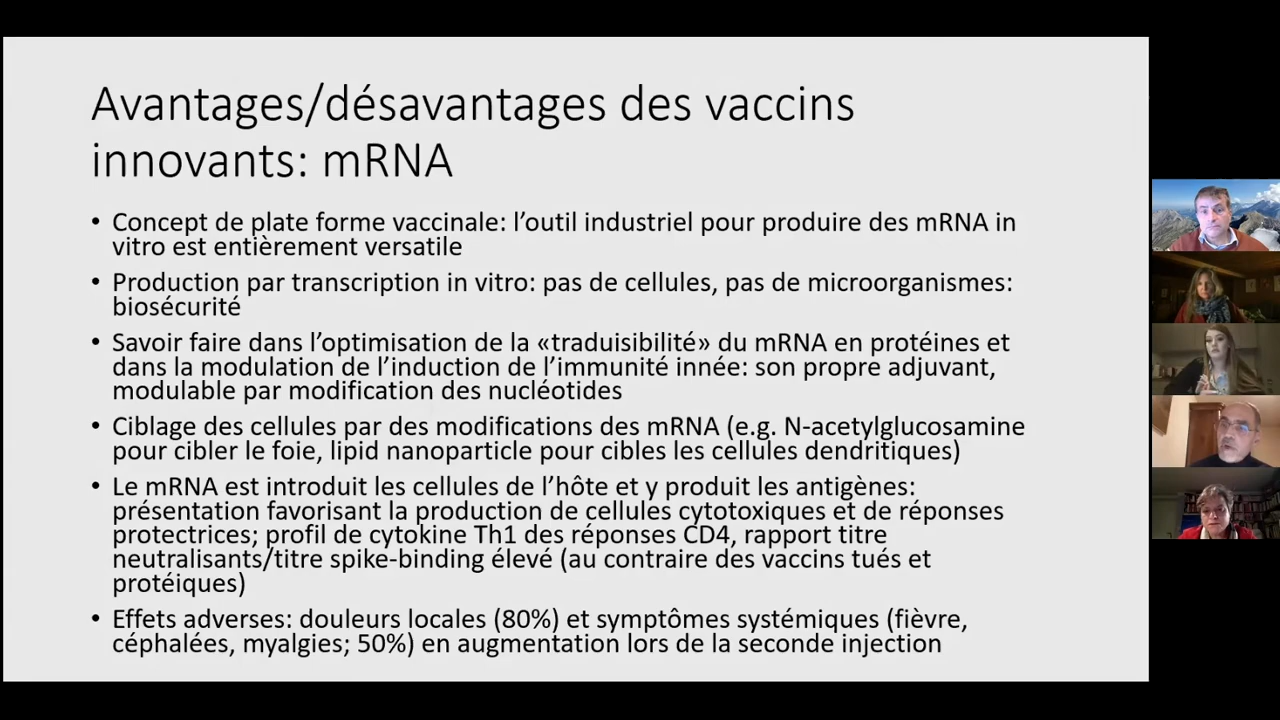 Avantages/désavantages des vaccins
innovants: mRNA
• Concept de plate forme vaccinale: l’outil industriel pour produire des mRNA in
vitro est entièrement versatile
• Production par transcription in vitro: pas de cellules, pas de microorganismes:
biosécurité
• Savoir faire dans l’optimisation de la «traduisibilité» du mRNA en protéines et
dans la modulation de l’induction de l’immunité innée: son propre adjuvant,
modulable par modification des nucléotides
• Ciblage des cellules par des modifications des mRNA (e.g. N-acetylglucosamine
pour cibler le foie, lipid nanoparticle pour cibles les cellules dendritiques)
• Le mRNA est introduit les cellules de l’hôte et y produit les antigènes:
présentation favorisant la production de cellules cytotoxiques et de réponses
protectrices; profil de cytokine Th1 des réponses CD4, rapport titre
neutralisants/titre spike-binding élevé (au contraire des vaccins tués et
protéiques)
• Effets adverses: douleurs locales (80%) et symptômes systémiques (fièvre,
céphalées, myalgies; 50%) en augmentation lors de la seconde injection